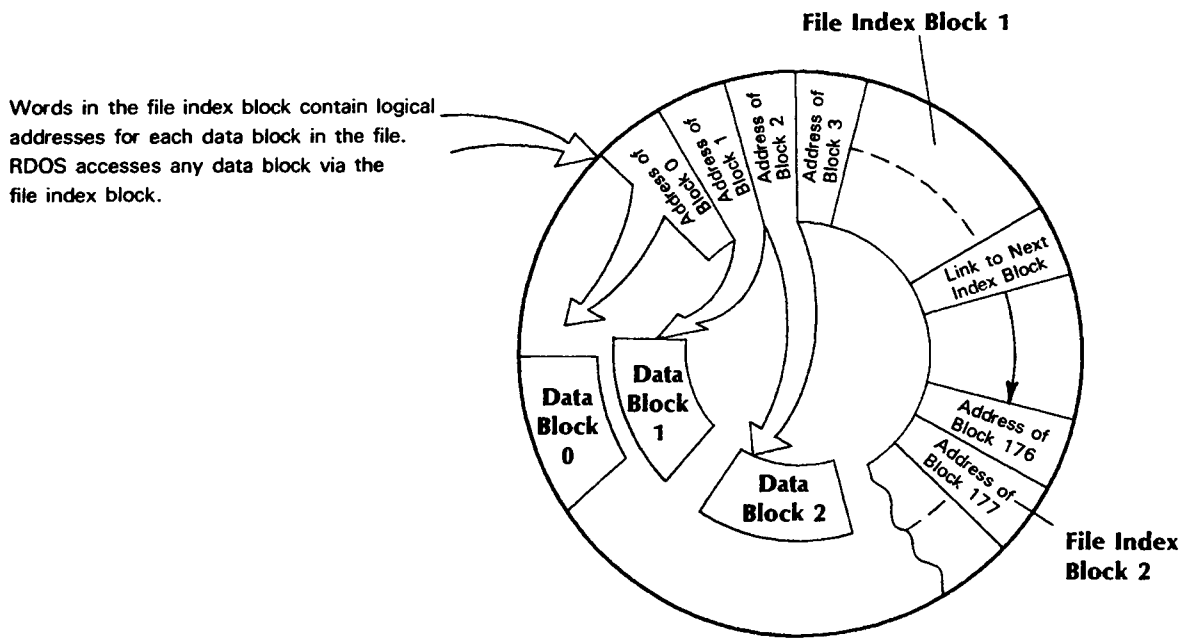 File Index Block 1
Words in the file index block contain logical
addresses for each data block in the file.
RDOS accesses any data block via the
file index block.
Address of
Block 0
Address of
Block 1
Address of
Block 2
Address of
Block 3
Link to Next
Index Block
Address of
Block 176
Address of
Block 177
Data
Block
0
Data
Block
1
Data
Block 2
File Index
Block 2